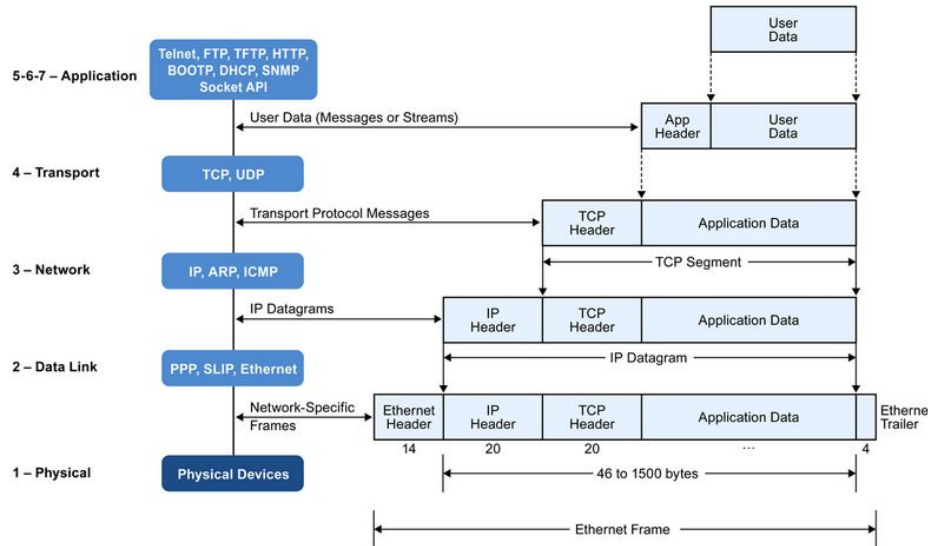 User
Data
Telnet, FTP, TFTP, HTTP,
BOOTP, DHCP, SNMP
Socket API
5-6-7 – Application
User Data (Messages or Streams)
App
Header
User
Data
4 – Transport
TCP, UDP
Transport Protocol Messages
TCP
Header
Application Data
TCP Segment
3 – Network
IP, ARP, ICMP
IP Datagrams
IP
Header
TCP
Header
Application Data
IP Datagram
2 – Data Link
PPP, SLIP, Ethernet
Network-Specific
Frames
Ethernet
Header
IP
Header
TCP
Header
Application Data
Ethernet
Trailer
14
20
20
...
4
1 – Physical
Physical Devices
46 to 1500 bytes
Ethernet Frame